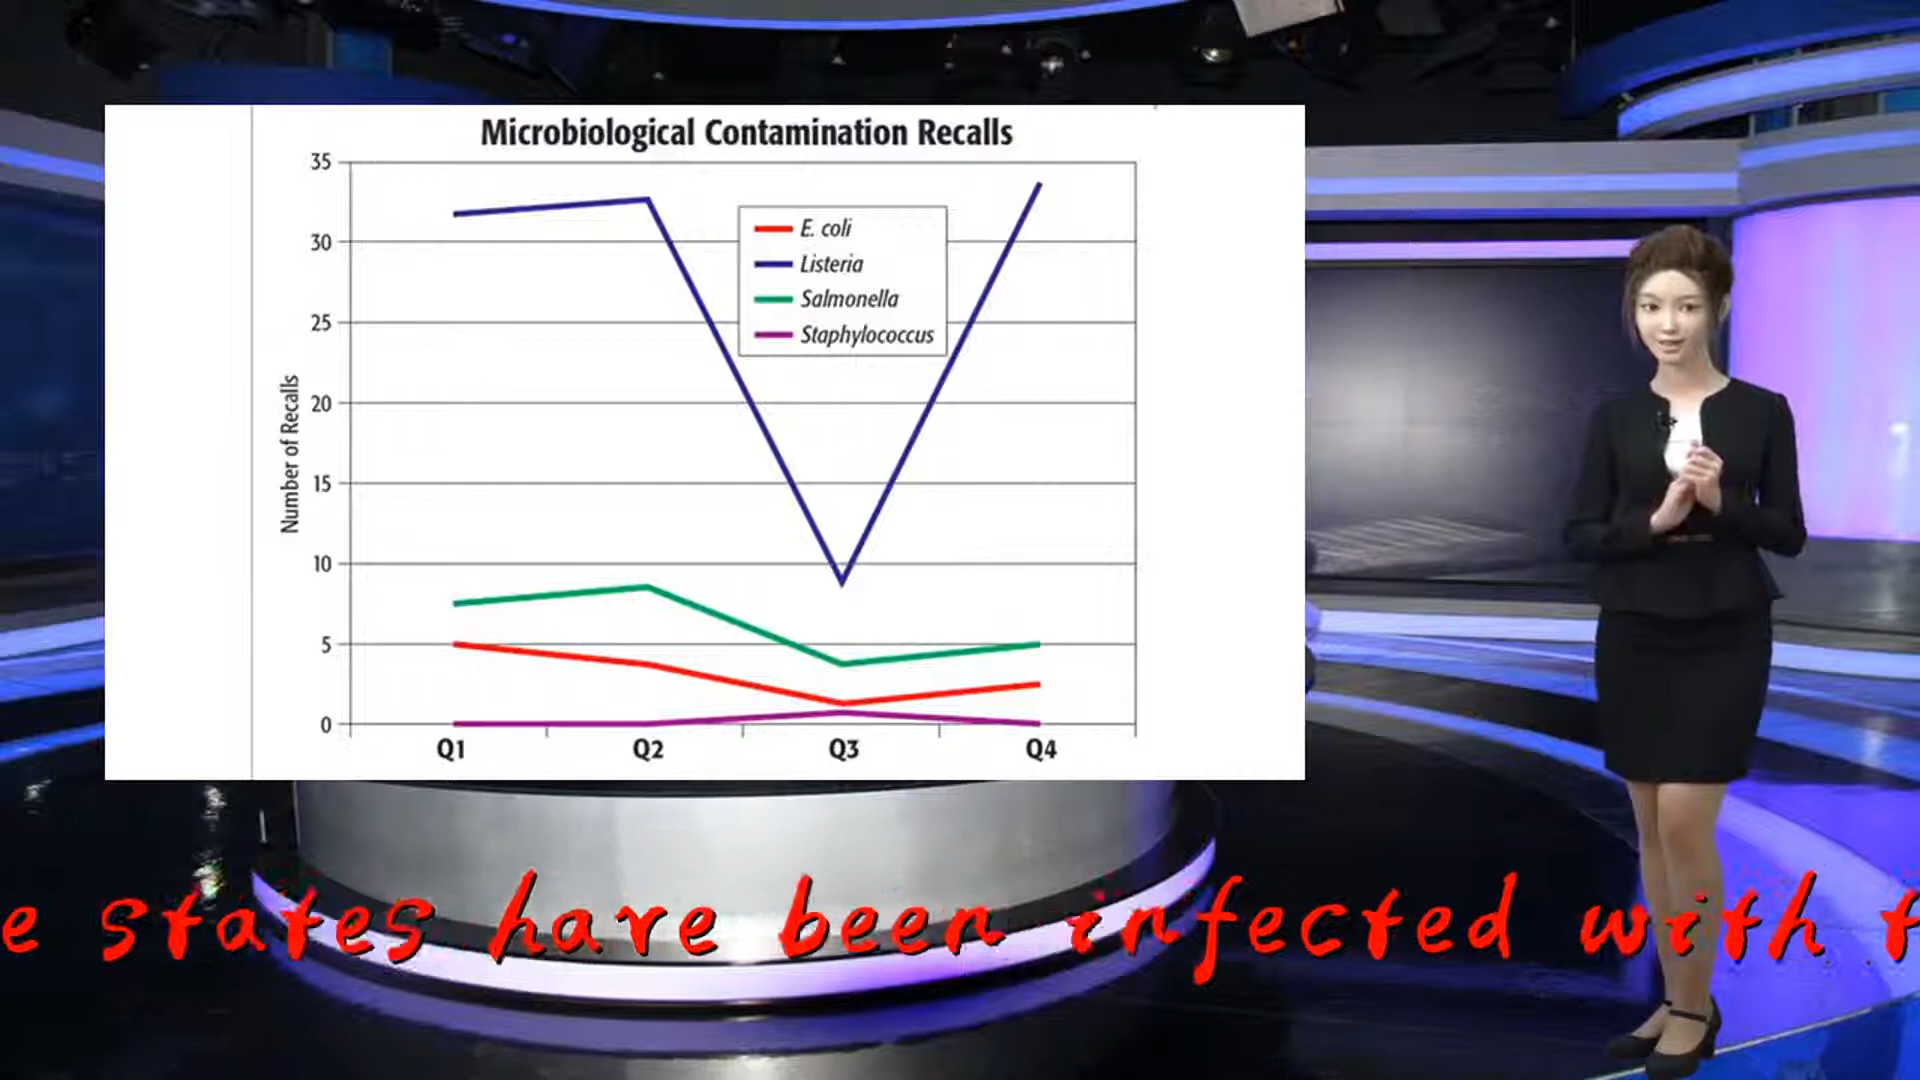 Microbiological Contamination Recalls
35
30
25
20
15
10
5
0
Number of Recalls
E. coli
Listeria
Salmonella
Staphylococcus
Q1 Q2 Q3 Q4
e states have been infected with